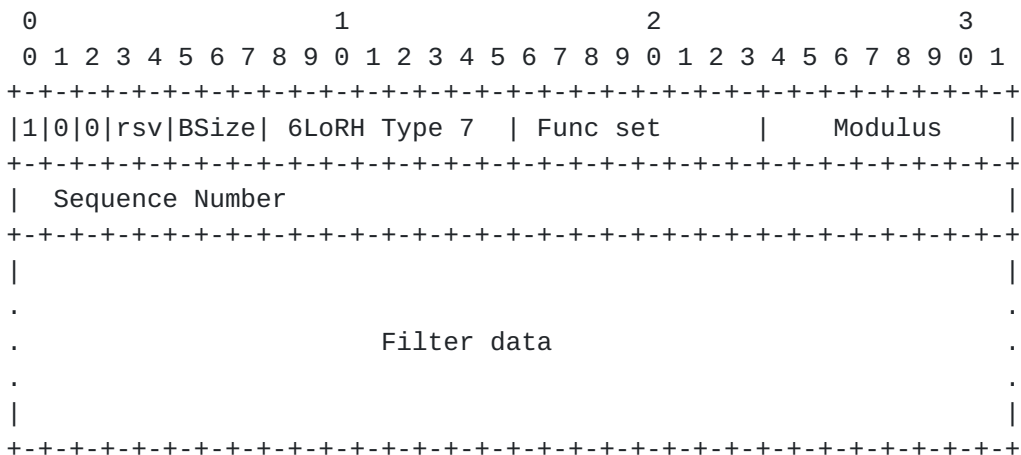 0                   1                   2                   3
 0 1 2 3 4 5 6 7 8 9 0 1 2 3 4 5 6 7 8 9 0 1 2 3 4 5 6 7 8 9 0 1
+-+-+-+-+-+-+-+-+-+-+-+-+-+-+-+-+-+-+-+-+-+-+-+-+-+-+-+-+-+-+-+-+
|1|0|0|rsv|BSize| 6LoRH Type 7  | Func set      |    Modulus    |
+-+-+-+-+-+-+-+-+-+-+-+-+-+-+-+-+-+-+-+-+-+-+-+-+-+-+-+-+-+-+-+-+
|  Sequence Number                                              |
+-+-+-+-+-+-+-+-+-+-+-+-+-+-+-+-+-+-+-+-+-+-+-+-+-+-+-+-+-+-+-+-+
|                                                               |
.                                                               .
.                       Filter data                             .
.                                                               .
|                                                               |
+-+-+-+-+-+-+-+-+-+-+-+-+-+-+-+-+-+-+-+-+-+-+-+-+-+-+-+-+-+-+-+-+